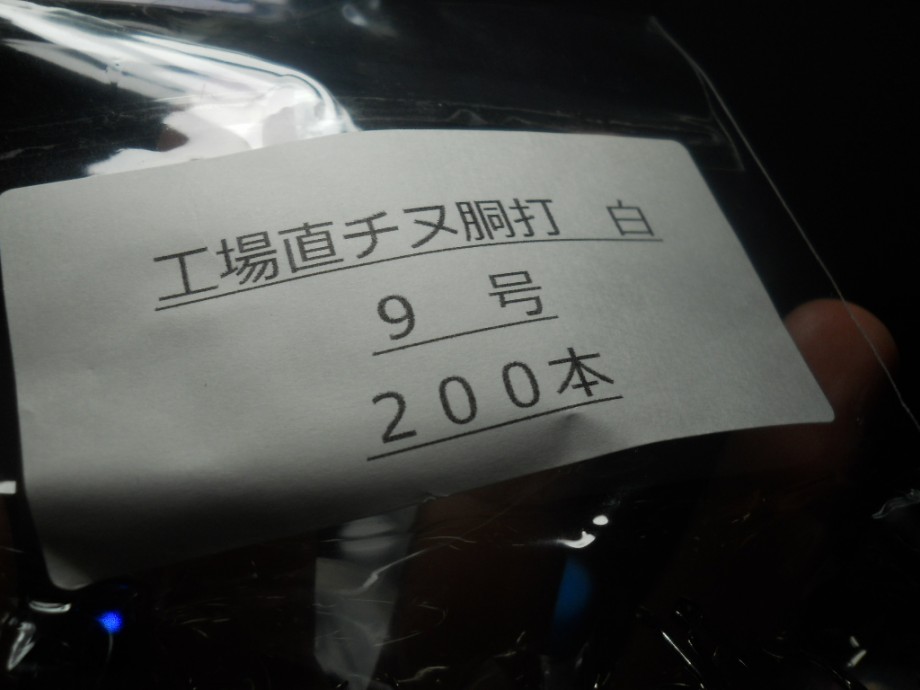 工場直チヌ胴打　白
９　号
２００本